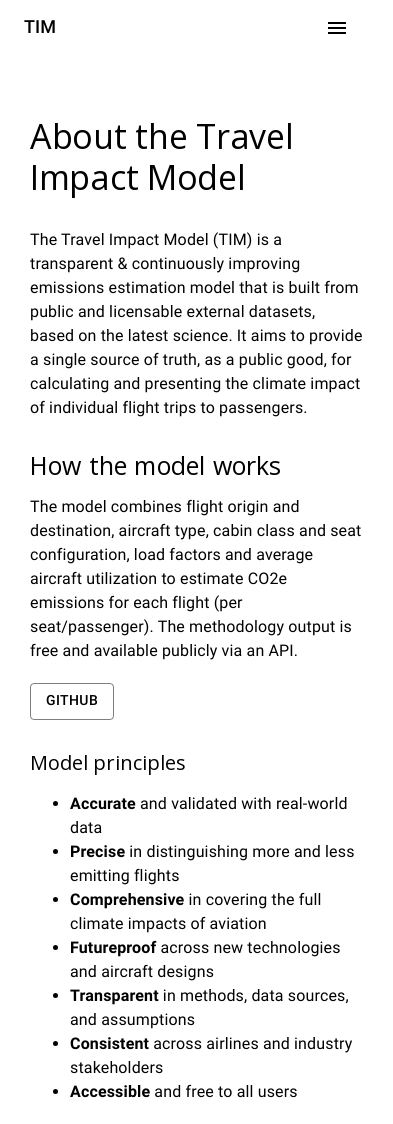 TIM
About the Travel
Impact Model
The Travel Impact Model (TIM) is a
transparent & continuously improving
emissions estimation model that is built from
public and licensable external datasets,
based on the latest science. It aims to provide
a single source of truth, as a public good, for
calculating and presenting the climate impact
of individual flight trips to passengers.
How the model works
The model combines flight origin and
destination, aircraft type, cabin class and seat
configuration, load factors and average
aircraft utilization to estimate CO2e
emissions for each flight (per
seat/passenger). The methodology output is
free and available publicly via an API.
GITHUB
Model principles
• Accurate and validated with real-world
data
• Precise in distinguishing more and less
emitting flights
• Comprehensive in covering the full
climate impacts of aviation
• Futureproof across new technologies
and aircraft designs
• Transparent in methods, data sources,
and assumptions
• Consistent across airlines and industry
stakeholders
• Accessible and free to all users